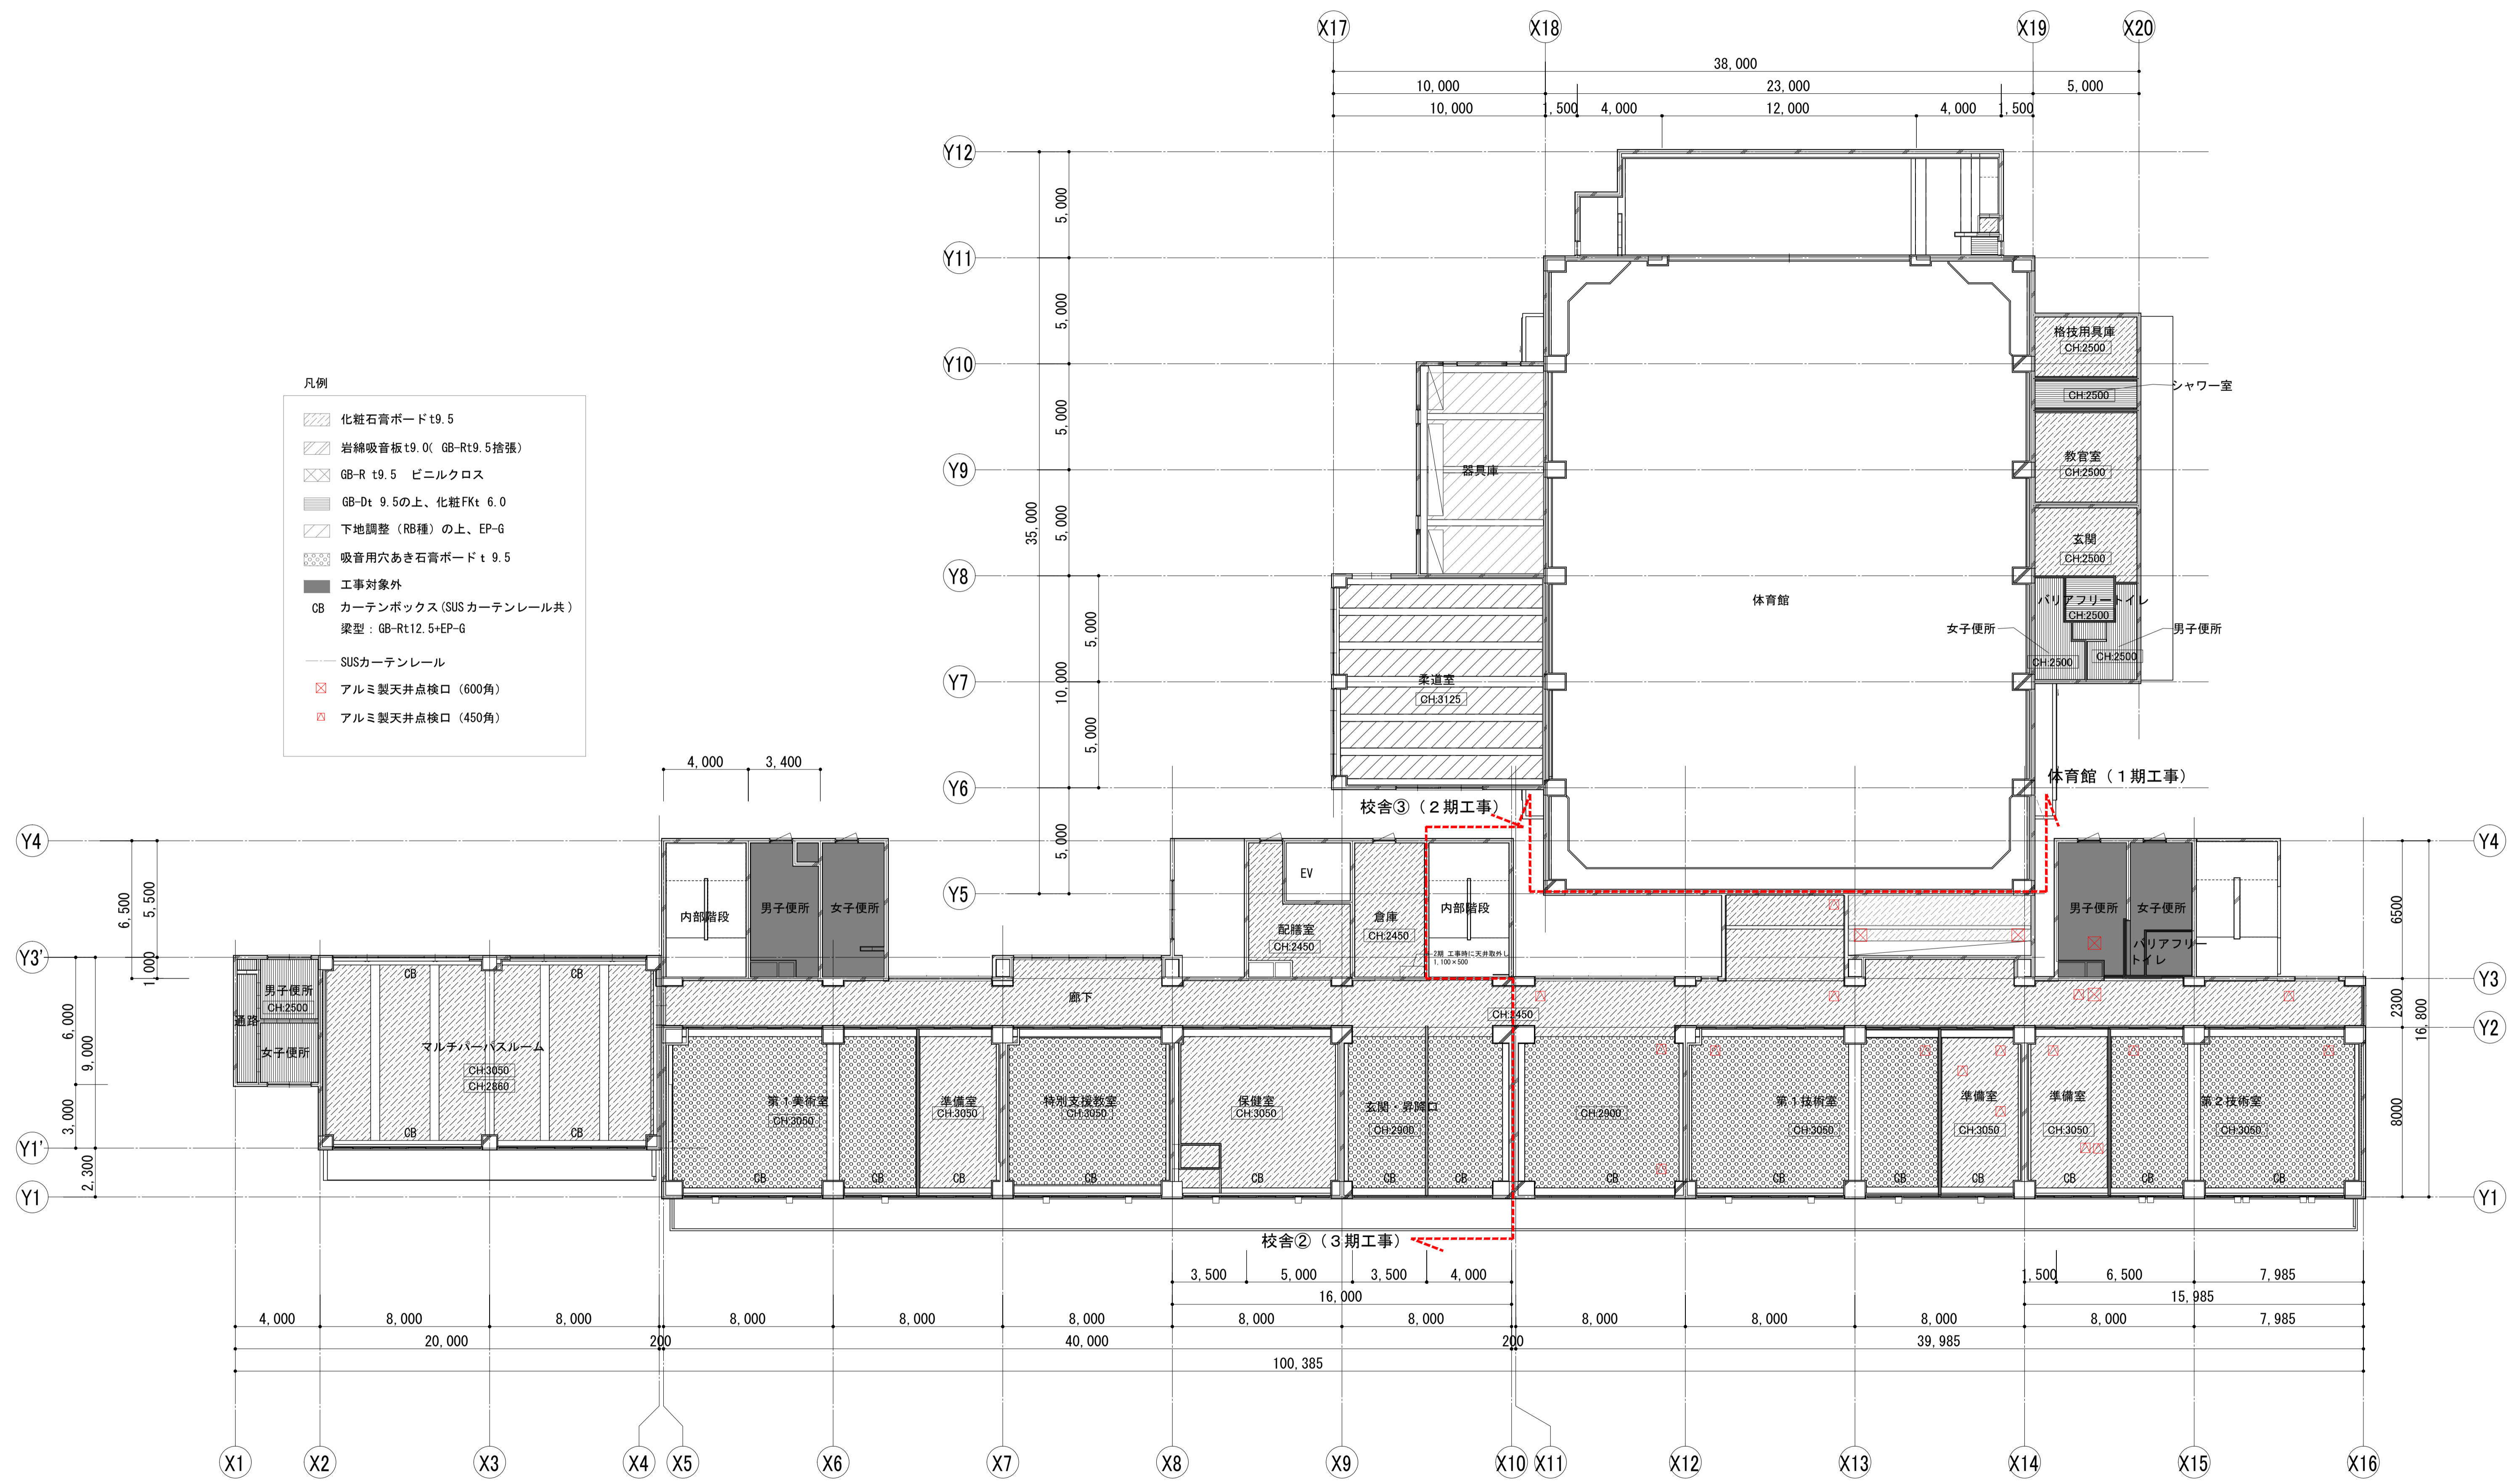 X17
X18
X19
X20
38,000
10,000
23,000
5,000
10,000
1,500
4,000
12,000
4,000
1,500
Y12
Y11
Y10
Y9
Y8
Y7
Y6
Y5
5,000
5,000
5,000
5,000
5,000
35,000
5,000
10,000
5,000
5,000
凡例
化粧石膏ボードt9.5
岩綿吸音板t9.0( GB-Rt9.5捨張)
GB-R t9.5 ビニルクロス
GB-Dt 9.5の上、化粧FKt 6.0
下地調整（RB種）の上、EP-G
吸音用穴あき石膏ボード t 9.5
工事対象外
CB カーテンボックス(SUS カーテンレール共 )
梁型 : GB-Rt12.5+EP-G
SUSカーテンレール
アルミ製天井点検口（600角）
アルミ製天井点検口（450角）
格技用具庫
CH:2500
シャワー室
CH:2500
教官室
CH:2500
玄関
CH:2500
バリアフリートイレ
CH:2500
女子便所
男子便所
CH:2500
CH:2500
器具庫
体育館
柔道室
CH:3125
体育館（１期工事）
校舎③（２期工事）
4,000
3,400
Y4
Y3'
Y1'
Y1
6,500
5,500
1,000
6,000
9,000
3,000
2,300
Y4
Y3
Y2
Y1
6500
2300
16,800
8000
内部階段
男子便所
女子便所
EV
配膳室
CH:2450
倉庫
CH:2450
内部階段
2期 工事時に天井取外し
1,100×500
男子便所
女子便所
バリアフリー
トイレ
通路
男子便所
CH:2500
女子便所
CB
CB
マルチパーパスルーム
CH:3050
CH:2860
CB
CB
廊下
CH:2450
第１美術室
CH:3050
CB
CB
準備室
CH:3050
CB
特別支援教室
CH:3050
CB
保健室
CH:3050
CB
玄関・昇降口
CH:2900
CB
CB
CH:2900
CB
第１技術室
CH:3050
CB
CB
準備室
CH:3050
CB
準備室
CH:3050
CB
第２技術室
CH:3050
CB
CB
校舎②（３期工事）
3,500
5,000
3,500
4,000
16,000
1,500
6,500
7,985
15,985
4,000
8,000
8,000
8,000
8,000
8,000
8,000
8,000
8,000
8,000
8,000
8,000
7,985
20,000
200
40,000
200
39,985
100,385
X1
X2
X3
X4
X5
X6
X7
X8
X9
X10
X11
X12
X13
X14
X15
X16